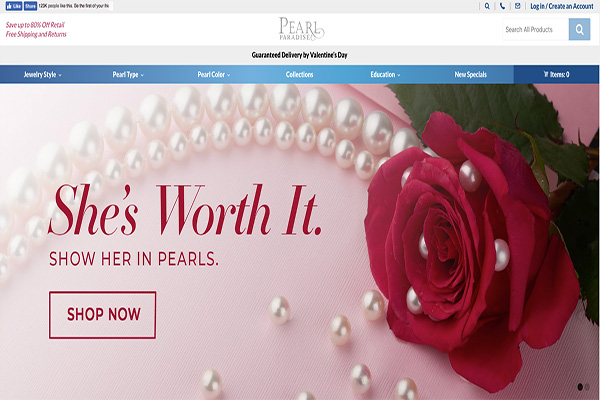 Like Share 120K people like this. Be the first of your friends.
Log in / Create an Account
Save up to 80% Off Retail
Free Shipping and Returns
PEARL
PARADISE
Search All Products
Guaranteed Delivery by Valentine's Day
Jewelry Style Pearl Type Pearl Color Collections Education New Specials Items: 0
She's Worth It.
SHOW HER IN PEARLS.
SHOP NOW